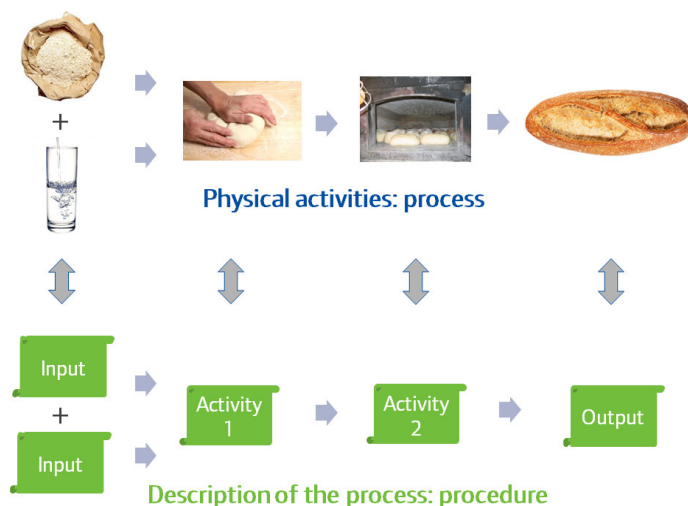 +
Physical activities: process
Input
+
Input
Activity
1
Activity
2
Output
Description of the process: procedure